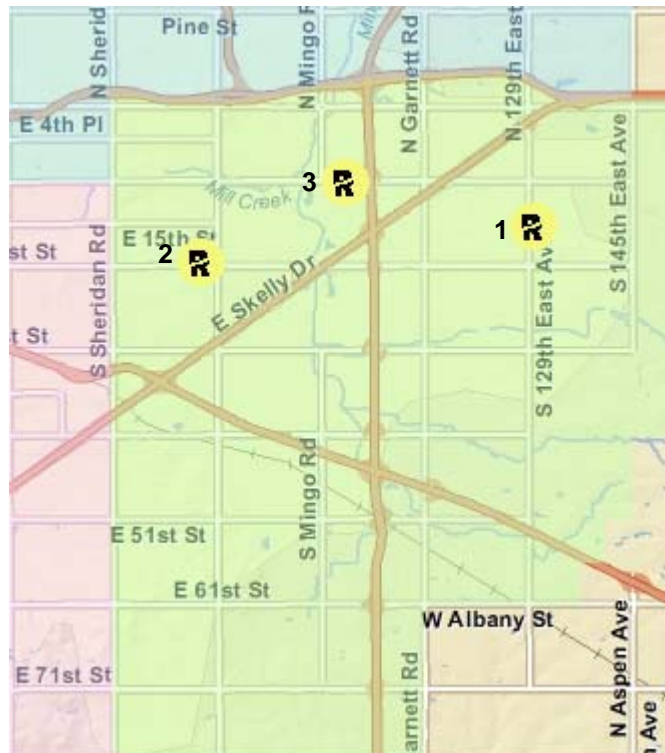 Pine St
N Sherid
N Mingo R
Min
N Garnett Rd
N 129th East
E 4th Pl
S 145th East Ave
3
R
Mill Creek
1
R
E 15th St
2
R
st St
S Sheridan Rd
E Skelly Dr
S 129th East Av
st St
S Mingo Rd
E 51st St
E 61st St
W Albany St
N Aspen Ave
E 71st St
arnett Rd
n Ave